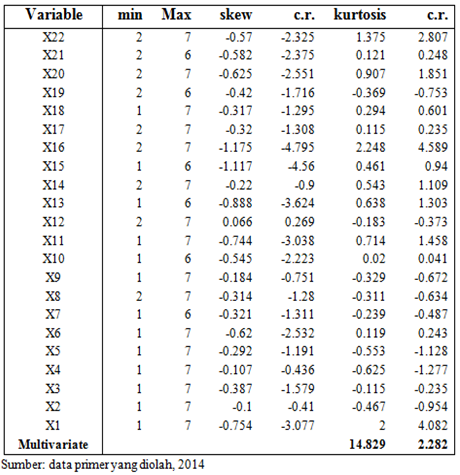 Variable min Max skew c.r. kurtosis c.r.
X22 2 7 -0.57 -2.325 1.375 2.807
X21 2 6 -0.582 -2.375 0.121 0.248
X20 2 7 -0.625 -2.551 0.907 1.851
X19 2 6 -0.42 -1.716 -0.369 -0.753
X18 1 7 -0.317 -1.295 0.294 0.601
X17 2 7 -0.32 -1.308 0.115 0.235
X16 2 7 -1.175 -4.795 2.248 4.589
X15 1 6 -1.117 -4.56 0.461 0.94
X14 2 7 -0.22 -0.9 0.543 1.109
X13 1 6 -0.888 -3.624 0.638 1.303
X12 2 7 0.066 0.269 -0.183 -0.373
X11 1 7 -0.744 -3.038 0.714 1.458
X10 1 6 -0.545 -2.223 0.02 0.041
X9 1 7 -0.184 -0.751 -0.329 -0.672
X8 2 7 -0.314 -1.28 -0.311 -0.634
X7 1 6 -0.321 -1.311 -0.239 -0.487
X6 1 7 -0.62 -2.532 0.119 0.243
X5 1 7 -0.292 -1.191 -0.553 -1.128
X4 1 7 -0.107 -0.436 -0.625 -1.277
X3 1 7 -0.387 -1.579 -0.115 -0.235
X2 1 7 -0.1 -0.41 -0.467 -0.954
X1 1 7 -0.754 -3.077 2 4.082
Multivariate 14.829 2.282
Sumber: data primer yang diolah, 2014